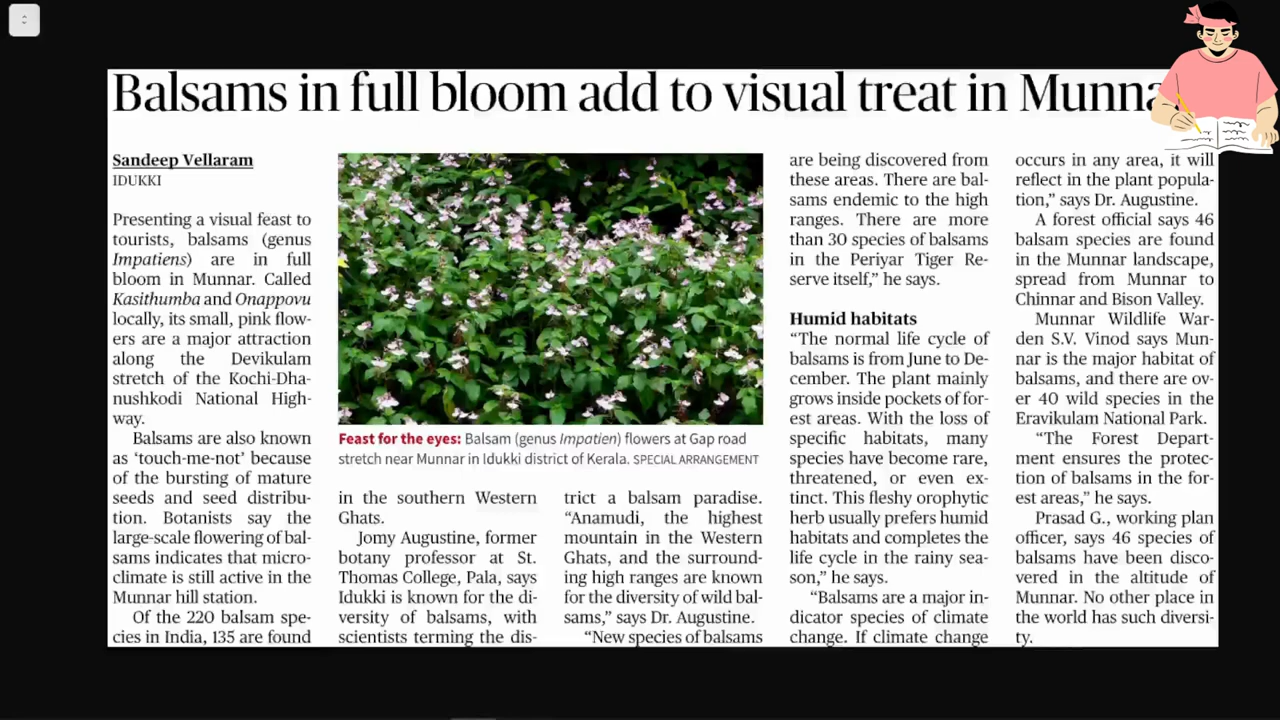 Balsams in full bloom add to visual treat in
Sandeep Vellaram
IDUKKI
Presenting a visual feast to
tourists, balsams (genus
Impatiens) are in full
bloom in Munnar. Called
Kasithumba and Onappovu
locally, its small, pink flow-
ers are a major attraction
along the Devikulam
stretch of the Kochi-Dha-
nushkodi National High-
way.
Balsams are also known
as ‘touch-me-not’ because
of the bursting of mature
seeds and seed distribu-
tion. Botanists say the
large-scale flowering of bal-
sams indicates that micro-
climate is still active in the
Munnar hill station.
Of the 220 balsam spe-
cies in India, 135 are found
Feast for the eyes: Balsam (genus Impatien) flowers at Gap road
stretch near Munnar in Idukki district of Kerala. SPECIAL ARRANGEMENT
in the southern Western
Ghats.
Jomy Augustine, former
botany professor at St.
Thomas College, Pala, says
Idukki is known for the di-
versity of balsams, with
scientists terming the dis-
trict a balsam paradise.
“Anamudi, the highest
mountain in the Western
Ghats, and the surround-
ing high ranges are known
for the diversity of wild bal-
sams,” says Dr. Augustine.
“New species of balsams
are being discovered from
these areas. There are bal-
sams endemic to the high
ranges. There are more
than 30 species of balsams
in the Periyar Tiger Re-
serve itself,” he says.
Humid habitats
“The normal life cycle of
balsams is from June to De-
cember. The plant mainly
grows inside pockets of for-
est areas. With the loss of
specific habitats, many
species have become rare,
threatened, or even ex-
tinct. This fleshy orophytic
herb usually prefers humid
habitats and completes the
life cycle in the rainy sea-
son,” he says.
“Balsams are a major in-
dicator species of climate
change. If climate change
occurs in any area, it will
reflect in the plant popula-
tion,” says Dr. Augustine.
A forest official says 46
balsam species are found
in the Munnar landscape,
spread from Munnar to
Chinnar and Bison Valley.
Munnar Wildlife War-
den S.V. Vinod says Mun-
nar is the major habitat of
balsams, and there are ov-
er 40 wild species in the
Eravikulam National Park.
“The Forest Depart-
ment ensures the protec-
tion of balsams in the for-
est areas,” he says.
Prasad G., working plan
officer, says 46 species of
balsams have been disco-
vered in the altitude of
Munnar. No other place in
the world has such diversi-
ty.